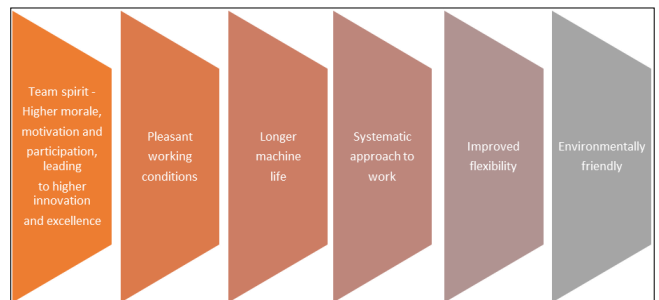 Team spirit -
Higher morale,
motivation and
participation,
leading
to higher
innovation
and excellence
Pleasant
working
conditions
Longer
machine
life
Systematic
approach to
work
Improved
flexibility
Environmentally
friendly